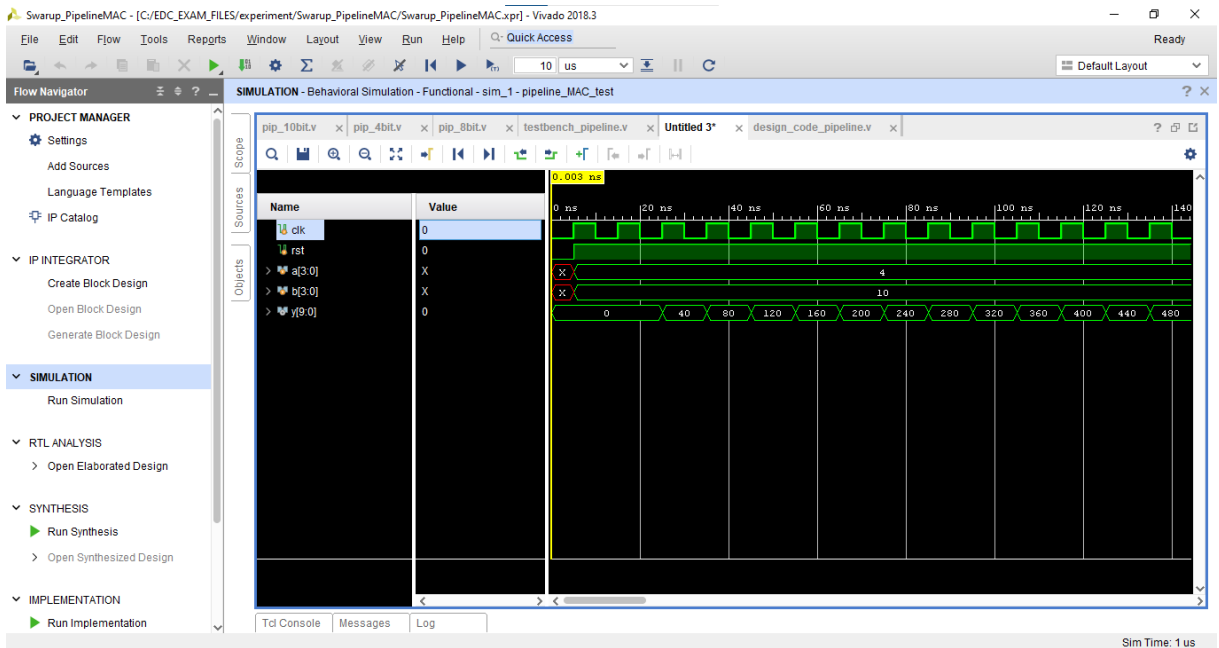 Swarup_PipelineMAC - [C:/EDC_EXAM_FILES/experiment/Swarup_PipelineMAC/Swarup_PipelineMAC.xpr] - Vivado 2018.3
File Edit Flow Tools Reports Window Layout View Run Help Q- Quick Access Ready
10 us Default Layout
Flow Navigator ? SIMULATION - Behavioral Simulation - Functional - sim_1 - pipeline_MAC_test ?
PROJECT MANAGER
Settings
Add Sources
Language Templates
IP Catalog
IP INTEGRATOR
Create Block Design
Open Block Design
Generate Block Design
SIMULATION
Run Simulation
RTL ANALYSIS
Open Elaborated Design
SYNTHESIS
Run Synthesis
Open Synthesized Design
IMPLEMENTATION
Run Implementation
Scope
Sources
Objects
pip_10bit.v x pip_4bit.v x pip_8bit.v x testbench_pipeline.v x Untitled 3* x design_code_pipeline.v x ?
0.003 ns
Name Value 0 ns 20 ns 40 ns 60 ns 80 ns 100 ns 120 ns 140
clk 0
rst 0
a[3:0] X X 4
b[3:0] X X 10
y[9:0] 0 0 40 80 120 160 200 240 280 320 360 400 440 480
Tcl Console Messages Log
Sim Time: 1 us